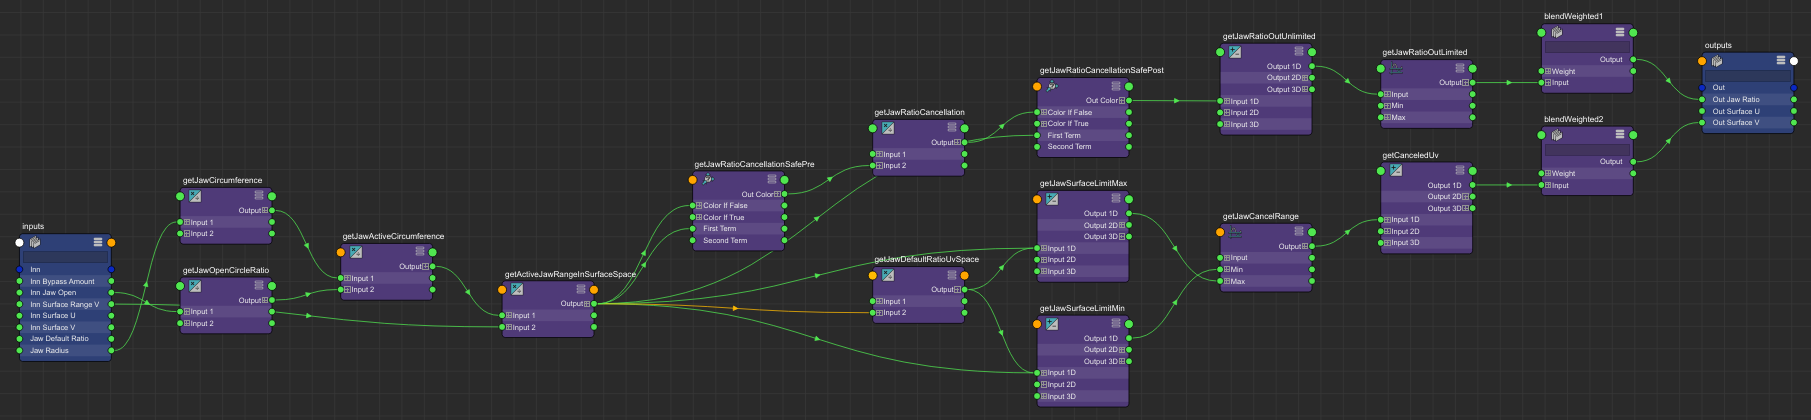 inputs
Inn
Inn Bypass Amount
Inn Jaw Open
Inn Surface Range V
Inn Surface U
Inn Surface V
Jaw Default Ratio
Jaw Radius
getJawCircumference
Output
Input 1
Input 2
getJawOpenCircleRatio
Output
Input 1
Input 2
getJawActiveCircumference
Output
Input 1
Input 2
getActiveJawRangeInSurfaceSpace
Output
Input 1
Input 2
getJawRatioCancellationSafePre
Out Color
Color If False
Color If True
First Term
Second Term
getJawRatioCancellation
Output
Input 1
Input 2
getJawDefaultRatioUvSpace
Output
Input 1
Input 2
getJawRatioCancellationSafePost
Out Color
Color If False
Color If True
First Term
Second Term
getJawSurfaceLimitMax
Output 1D
Output 2D
Output 3D
Input 1D
Input 2D
Input 3D
getJawSurfaceLimitMin
Output 1D
Output 2D
Output 3D
Input 1D
Input 2D
Input 3D
getJawRatioOutUnlimited
Output 1D
Output 2D
Output 3D
Input 1D
Input 2D
Input 3D
getJawCancelRange
Output
Input
Min
Max
getJawRatioOutLimited
Output
Input
Min
Max
getCanceledUv
Output 1D
Output 2D
Output 3D
Input 1D
Input 2D
Input 3D
blendWeighted1
Output
Weight
Input
blendWeighted2
Output
Weight
Input
outputs
Out
Out Jaw Ratio
Out Surface U
Out Surface V